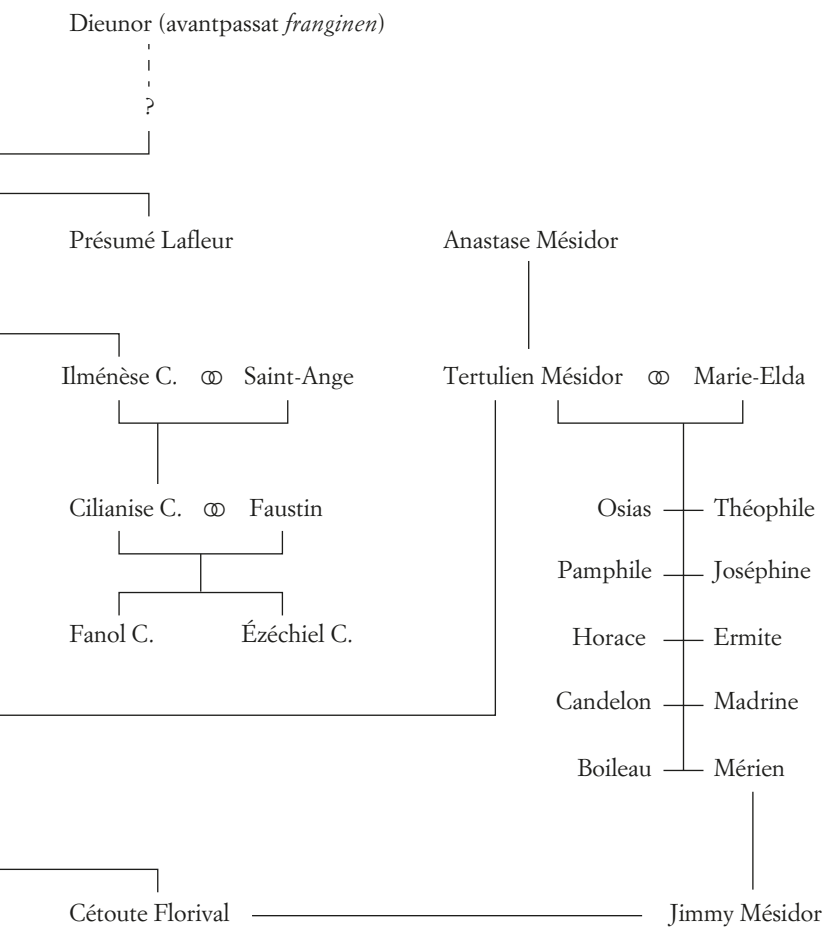 Dieunor (avantpassat franginen)
?
Présumé Lafleur Anastase Mésidor
Ilménèse C. ⚭ Saint-Ange Tertulien Mésidor ⚭ Marie-Elda
Cilianise C. ⚭ Faustin Osias Théophile
Pamphile Joséphine
Fanol C. Ézéchiel C. Horace Ermite
Candelon Madrine
Boileau Mérien
Cétoute Florival Jimmy Mésidor